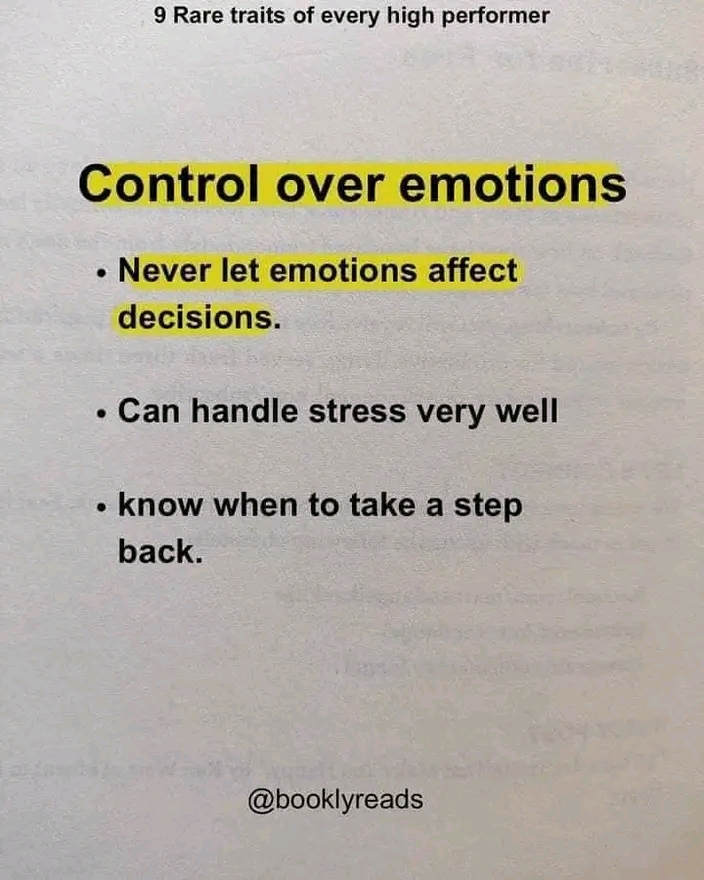 9 Rare traits of every high performer
Control over emotions
• Never let emotions affect
decisions.
• Can handle stress very well
• know when to take a step
back.
@booklyreads